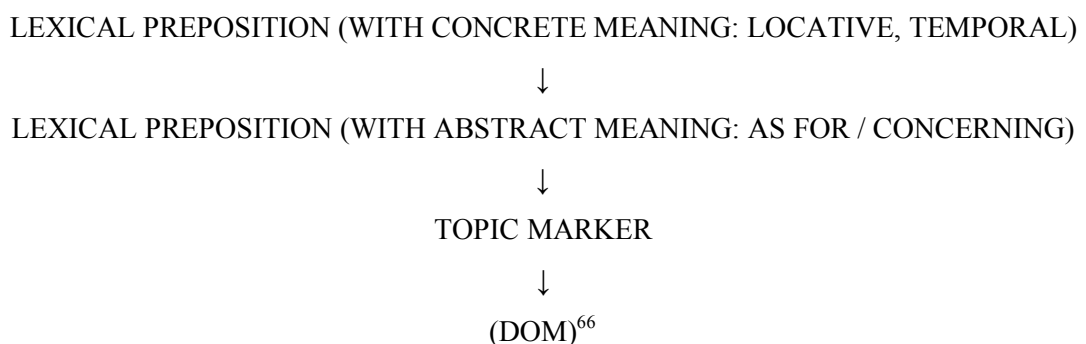 LEXICAL PREPOSITION (WITH CONCRETE MEANING: LOCATIVE, TEMPORAL)
↓
LEXICAL PREPOSITION (WITH ABSTRACT MEANING: AS FOR / CONCERNING)
↓
TOPIC MARKER
↓
(DOM)⁶⁶